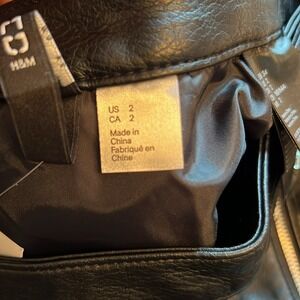 H&M
US 2
CA 2
Made in
China
Fabriqué en
Chine